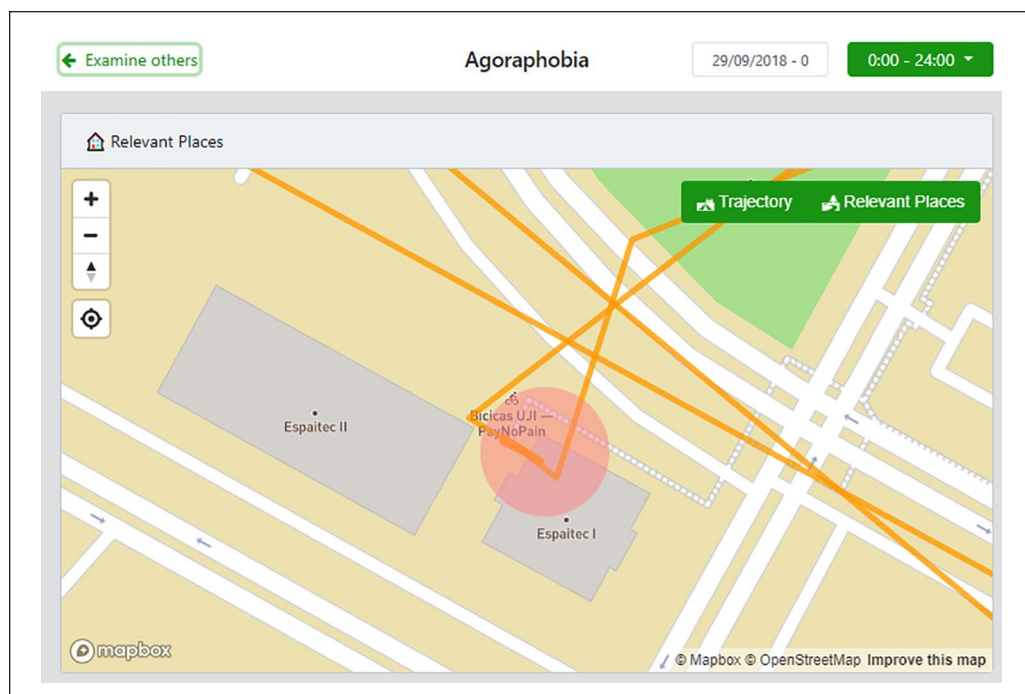 Examine others
Agoraphobia
29/09/2018 - 0
0:00 - 24:00
Relevant Places
Trajectory
Relevant Places
Bicicas UJI —
PayNoPain
Espaitec II
Espaitec I
mapbox
© Mapbox © OpenStreetMap Improve this map